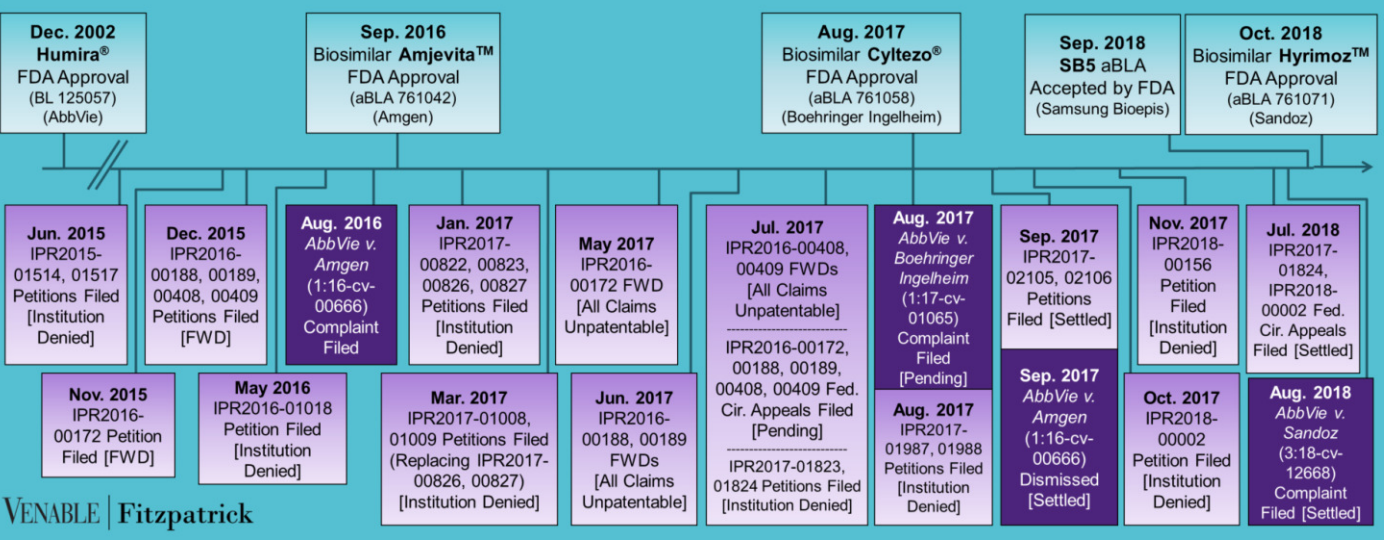 Dec. 2002
Humira®
FDA Approval
(BL 125057)
(AbbVie)
Sep. 2016
Biosimilar Amjevita™
FDA Approval
(aBLA 761042)
(Amgen)
Aug. 2017
Biosimilar Cyltezo®
FDA Approval
(aBLA 761058)
(Boehringer Ingelheim)
Sep. 2018
SB5 aBLA
Accepted by FDA
(Samsung Bioepis)
Oct. 2018
Biosimilar Hyrimoz™
FDA Approval
(aBLA 761071)
(Sandoz)
Jun. 2015
IPR2015-
01514, 01517
Petitions Filed
[Institution
Denied]
Nov. 2015
IPR2016-
00172 Petition
Filed [FWD]
Dec. 2015
IPR2016-
00188, 00189,
00408, 00409
Petitions Filed
[FWD]
May 2016
IPR2016-01018
Petition Filed
[Institution
Denied]
Aug. 2016
AbbVie v.
Amgen
(1:16-cv-
00666)
Complaint
Filed
Jan. 2017
IPR2017-
00822, 00823,
00826, 00827
Petitions Filed
[Institution
Denied]
Mar. 2017
IPR2017-01008,
01009 Petitions Filed
(Replacing IPR2017-
00826, 00827)
[Institution Denied]
May 2017
IPR2016-
00172 FWD
[All Claims
Unpatentable]
Jun. 2017
IPR2016-
00188, 00189
FWDs
[All Claims
Unpatentable]
Jul. 2017
IPR2016-00408,
00409 FWDs
[All Claims
Unpatentable]
IPR2016-00172,
00188, 00189,
00408, 00409 Fed.
Cir. Appeals Filed
[Pending]
IPR2017-01823,
01824 Petitions Filed
[Institution Denied]
Aug. 2017
AbbVie v.
Boehringer
Ingelheim
(1:17-cv-
01065)
Complaint
Filed
[Pending]
Aug. 2017
IPR2017-
01987, 01988
Petitions Filed
[Institution
Denied]
Sep. 2017
IPR2017-
02105, 02106
Petitions
Filed [Settled]
Sep. 2017
AbbVie v.
Amgen
(1:16-cv-
00666)
Dismissed
[Settled]
Oct. 2017
IPR2018-
00002
Petition Filed
[Institution
Denied]
Nov. 2017
IPR2018-
00156
Petition
Filed
[Institution
Denied]
Jul. 2018
IPR2017-
01824,
IPR2018-
00002 Fed.
Cir. Appeals
Filed [Settled]
Aug. 2018
AbbVie v.
Sandoz
(3:18-cv-
12668)
Complaint
Filed [Settled]
VENABLE | Fitzpatrick